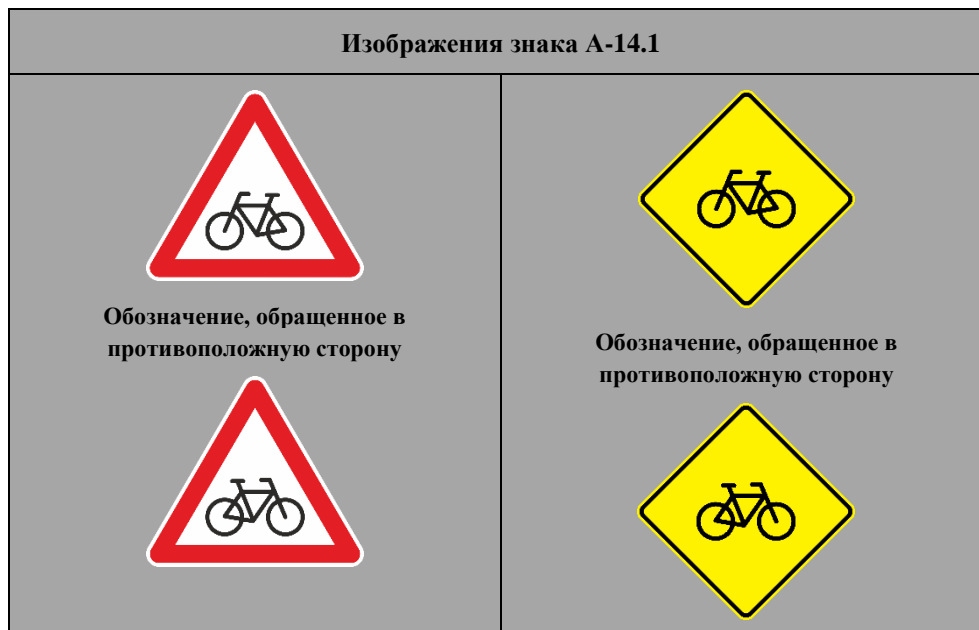 Изображения знака А-14.1
Обозначение, обращенное в
противоположную сторону
Обозначение, обращенное в
противоположную сторону